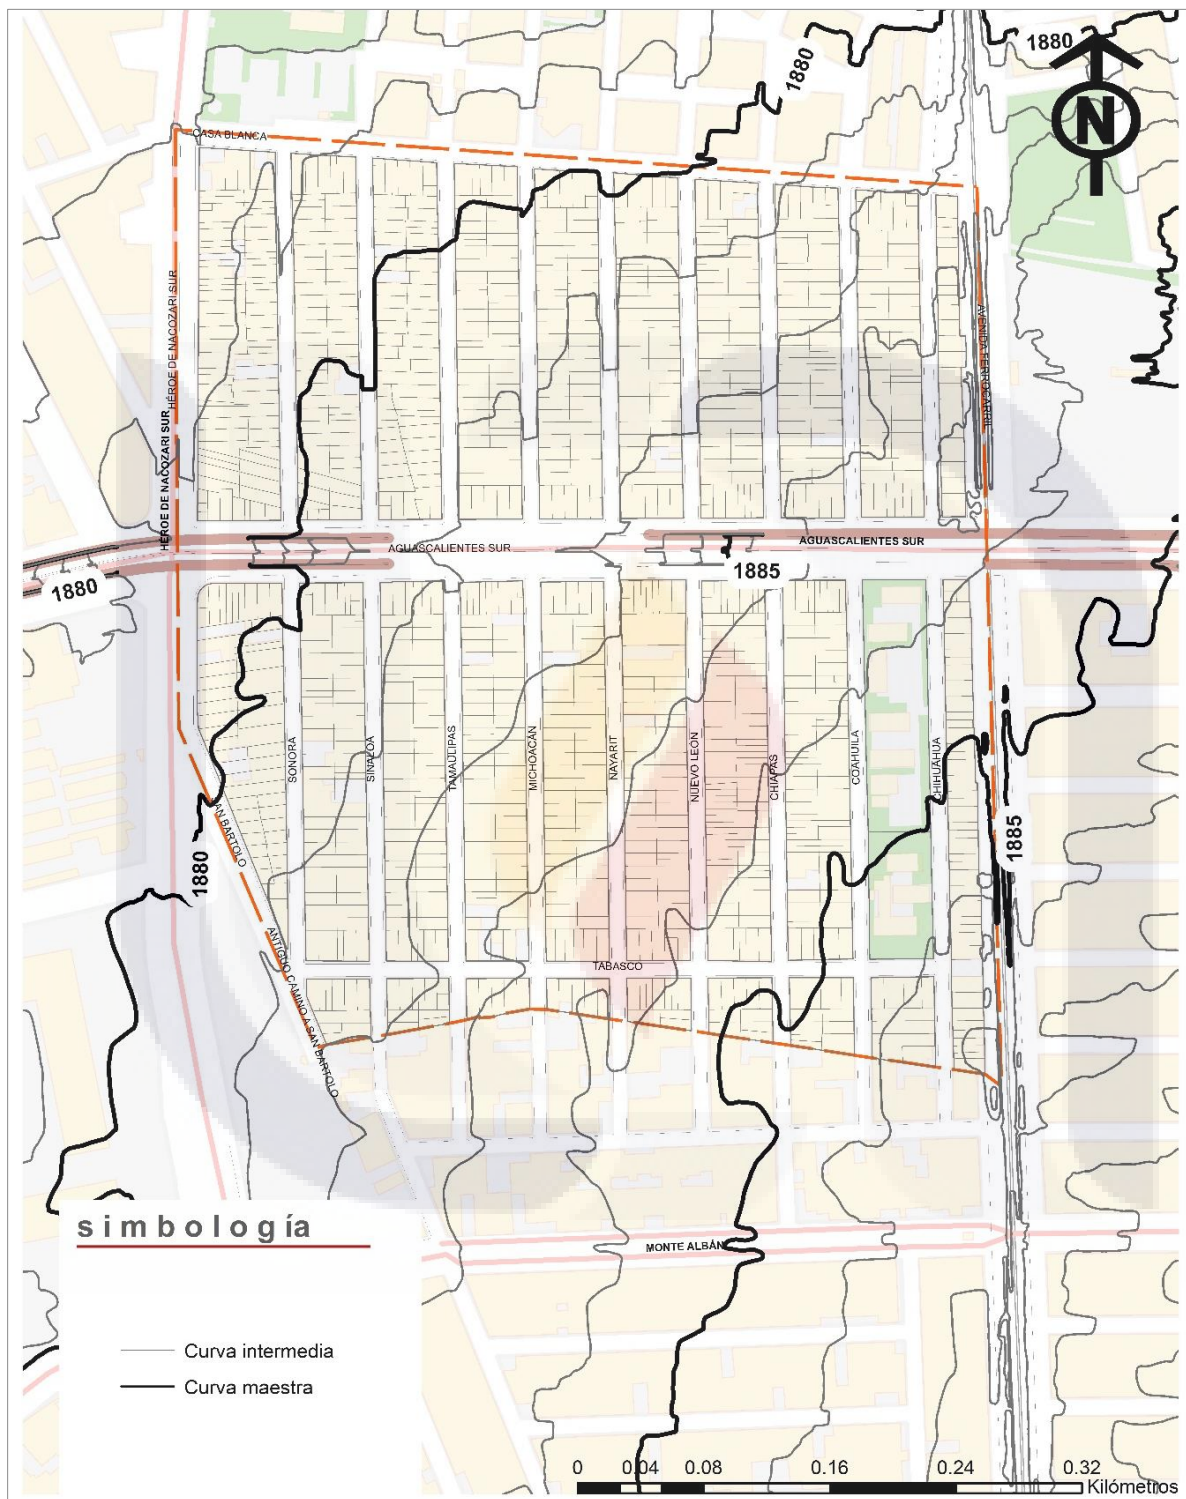 1880
1880
N
CASA BLANCA
HÉROE DE NACOZARI SUR
AVENIDA FERROCARRIL
HÉROE DE NACOZARI SUR
AGUASCALIENTES SUR
AGUASCALIENTES SUR
1885
1880
SONORA
SINALOA
TAMAULIPAS
MICHOACÁN
NAYARIT
NUEVO LEÓN
CHIAPAS
COAHUILA
CHIHUAHUA
AN BARTOLO
1885
1880
ANTIGUO CAMINO A SAN BARTOLO
TABASCO
simbología
MONTE ALBÁN
Curva intermedia
Curva maestra
0 0.04 0.08 0.16 0.24 0.32
Kilómetros